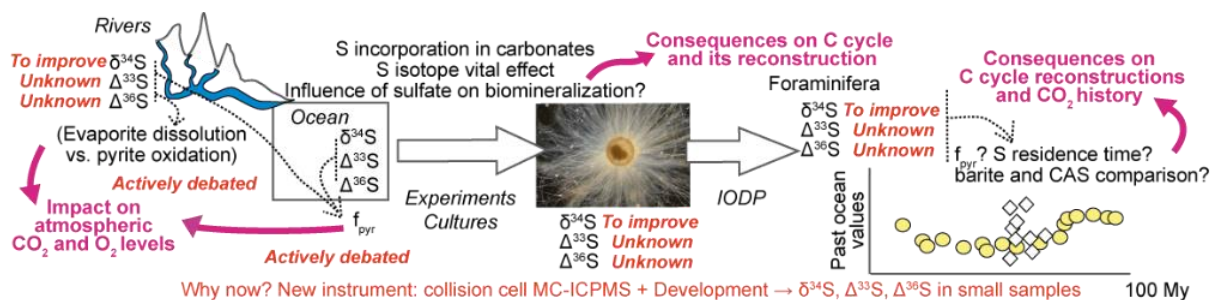 Rivers
To improve δ³⁴S
Unknown Δ³³S
Unknown Δ³⁶S
(Evaporite dissolution
vs. pyrite oxidation)
Actively debated
Impact on
atmospheric
CO₂ and O₂ levels
Ocean
δ³⁴S
Δ³³S
Δ³⁶S
f_pyr
Actively debated
S incorporation in carbonates
S isotope vital effect
Influence of sulfate on biomineralization?
Experiments
Cultures
Consequences on C cycle
and its reconstruction
δ³⁴S To improve
Δ³³S Unknown
Δ³⁶S Unknown
IODP
Foraminifera
δ³⁴S To improve
Δ³³S Unknown
Δ³⁶S Unknown
Consequences on
C cycle reconstructions
and CO₂ history
f_pyr? S residence time?
barite and CAS comparison?
Past ocean
values
100 My
Why now? New instrument: collision cell MC-ICPMS + Development → δ³⁴S, Δ³³S, Δ³⁶S in small samples